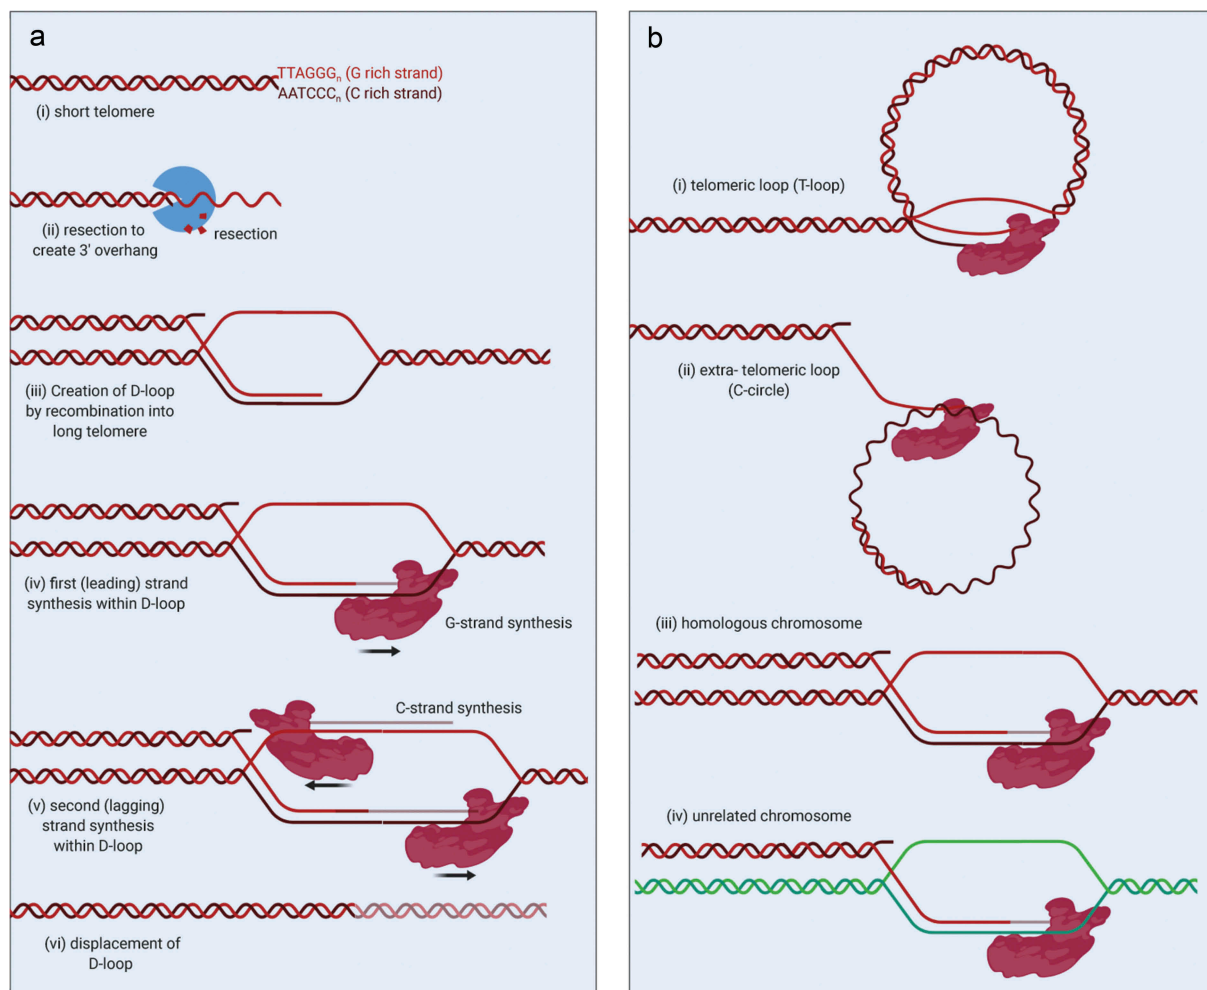 a
TTAGGGn (G rich strand)
AATCCCn (C rich strand)
(i) short telomere
(ii) resection to
create 3' overhang
resection
(iii) Creation of D-loop
by recombination into
long telomere
(iv) first (leading) strand
synthesis within D-loop
G-strand synthesis
C-strand synthesis
(v) second (lagging)
strand synthesis
within D-loop
(vi) displacement of
D-loop
b
(i) telomeric loop (T-loop)
(ii) extra- telomeric loop
(C-circle)
(iii) homologous chromosome
(iv) unrelated chromosome